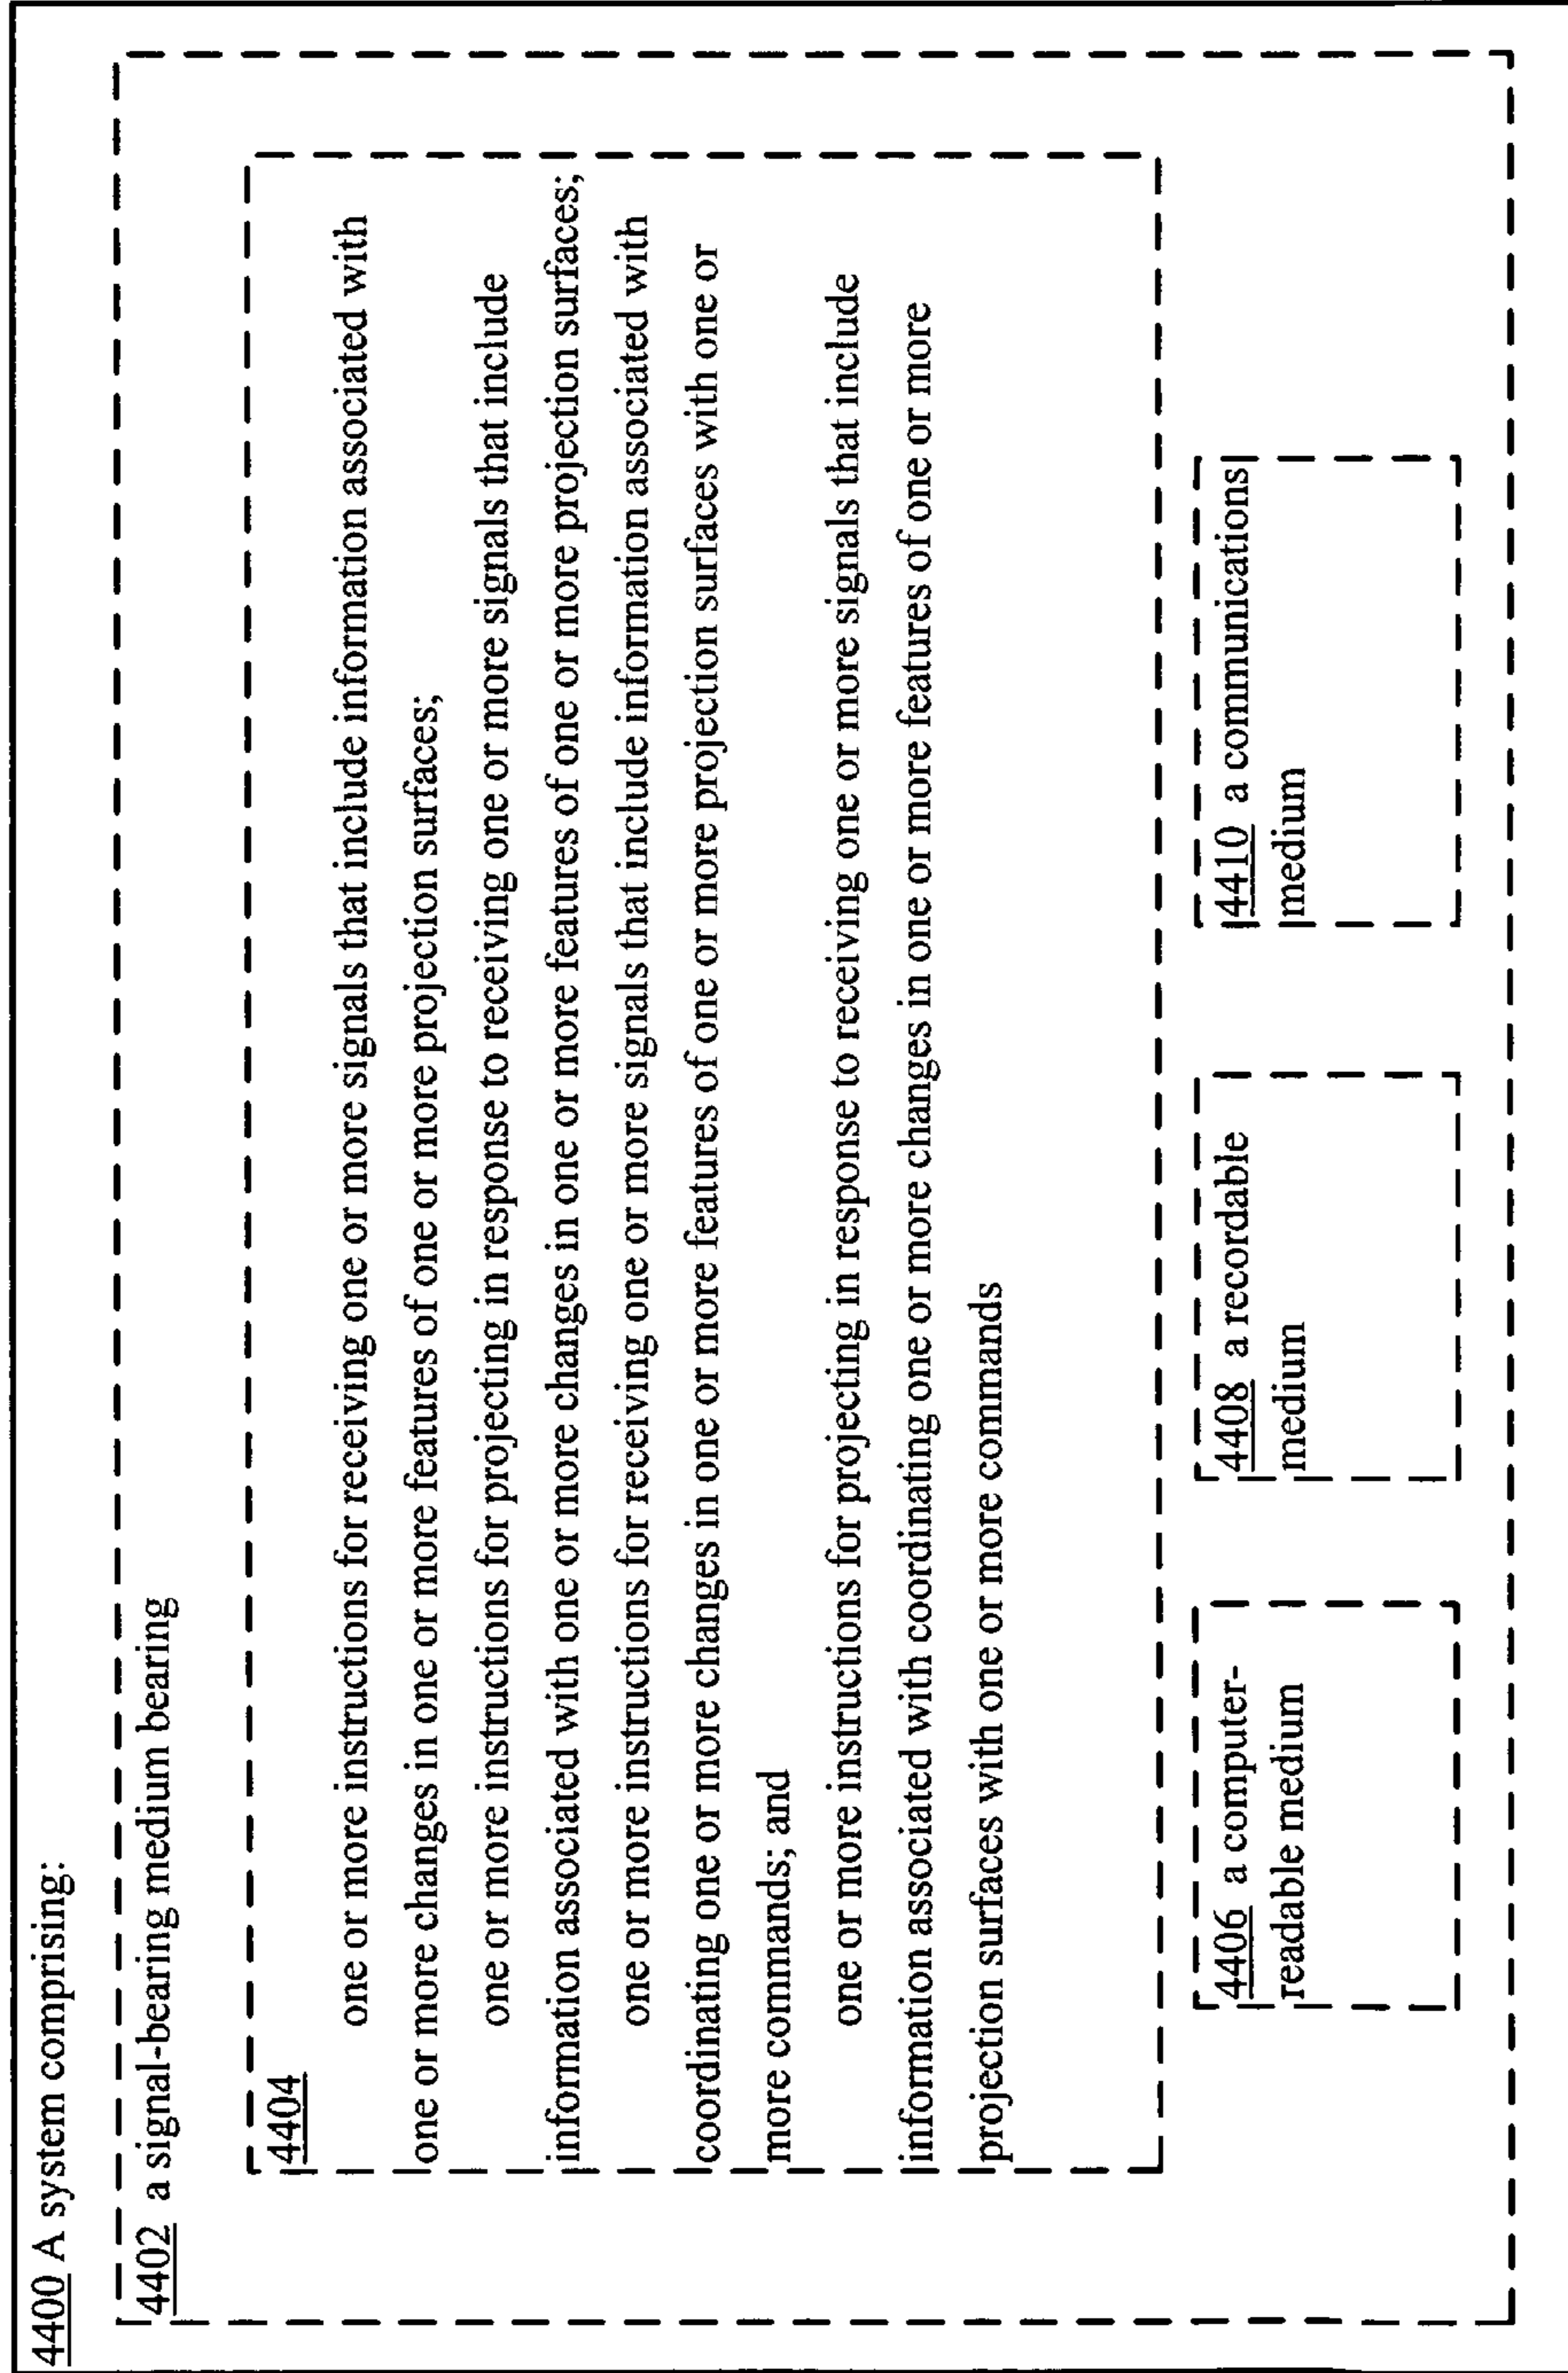 4400 A system comprising:
4402 a signal-bearing medium bearing
4404
one or more instructions for receiving one or more signals that include information associated with
one or more changes in one or more features of one or more projection surfaces;
one or more instructions for projecting in response to receiving one or more signals that include
information associated with one or more changes in one or more features of one or more projection surfaces;
one or more instructions for receiving one or more signals that include information associated with
coordinating one or more changes in one or more features of one or more projection surfaces with one or
more commands; and
one or more instructions for projecting in response to receiving one or more signals that include
information associated with coordinating one or more changes in one or more features of one or more
projection surfaces with one or more commands
4406 a computer-
readable medium
4408 a recordable
medium
4410 a communications
medium